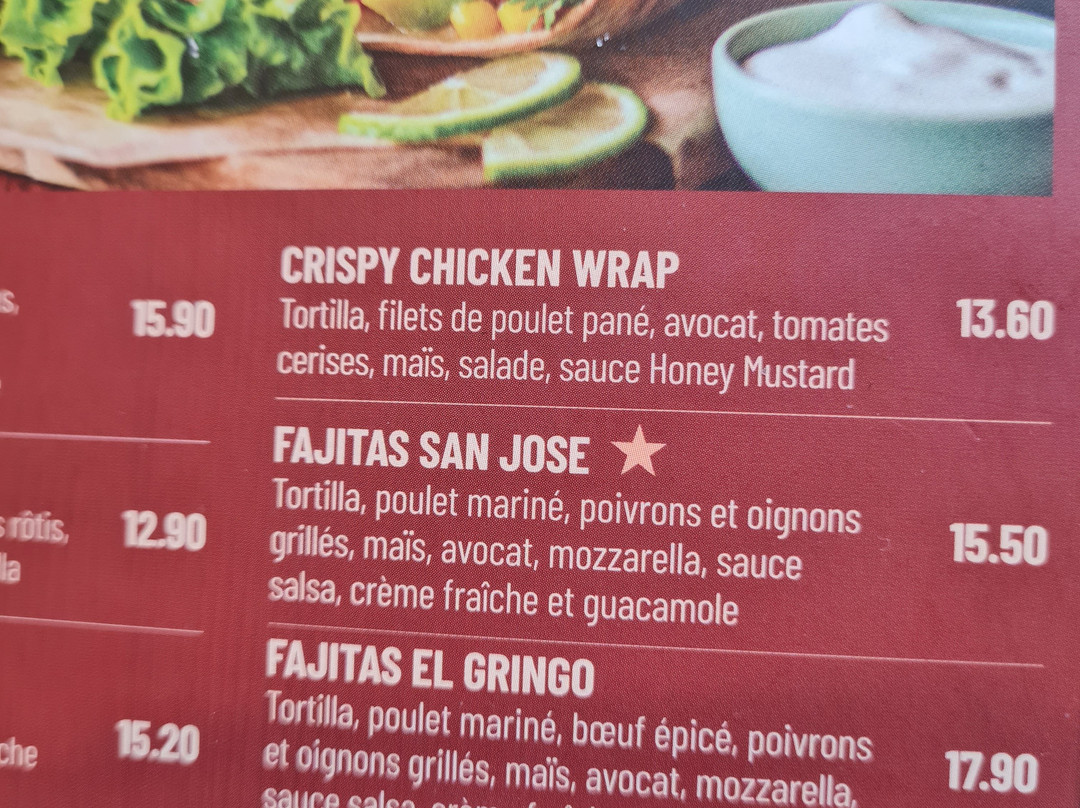 15.90
12.90
rôtis,
15.20
CRISPY CHICKEN WRAP
Tortilla, filets de poulet pané, avocat, tomates
cerises, maïs, salade, sauce Honey Mustard
13.60
FAJITAS SAN JOSE
Tortilla, poulet mariné, poivrons et oignons
grillés, maïs, avocat, mozzarella, sauce
salsa, crème fraîche et guacamole
15.50
FAJITAS EL GRINGO
Tortilla, poulet mariné, bœuf épicé, poivrons
et oignons grillés, maïs, avocat, mozzarella,
sauce salsa,
17.90